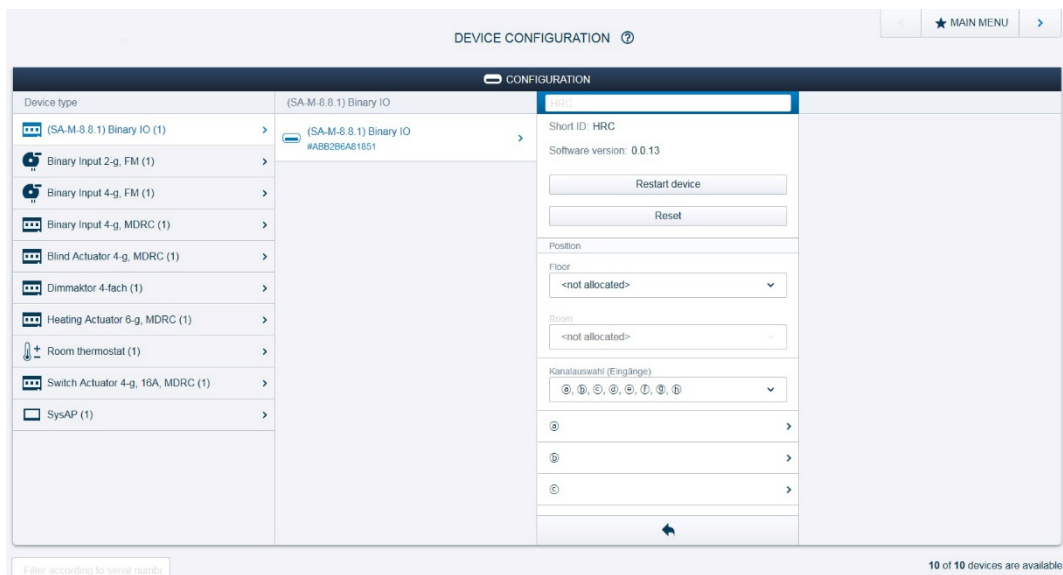 ★ MAIN MENU
DEVICE CONFIGURATION ?
CONFIGURATION
Device type
(SA-M-8.8.1) Binary IO (1)
Binary Input 2-g, FM (1)
Binary Input 4-g, FM (1)
Binary Input 4-g, MDRC (1)
Blind Actuator 4-g, MDRC (1)
Dimmaktor 4-fach (1)
Heating Actuator 6-g, MDRC (1)
Room thermostat (1)
Switch Actuator 4-g, 16A, MDRC (1)
SysAP (1)
(SA-M-8.8.1) Binary IO
(SA-M-8.8.1) Binary IO
#ABB2B6A81851
HRC
Short ID: HRC
Software version: 0.0.13
Restart device
Reset
Position
Floor
<not allocated>
Room
<not allocated>
Kanalauswahl (Eingänge)
ⓐ, ⓑ, ⓒ, ⓓ, ⓔ, ⓕ, ⓖ, ⓗ
ⓐ
ⓑ
ⓒ
Filter according to serial numbe
10 of 10 devices are available